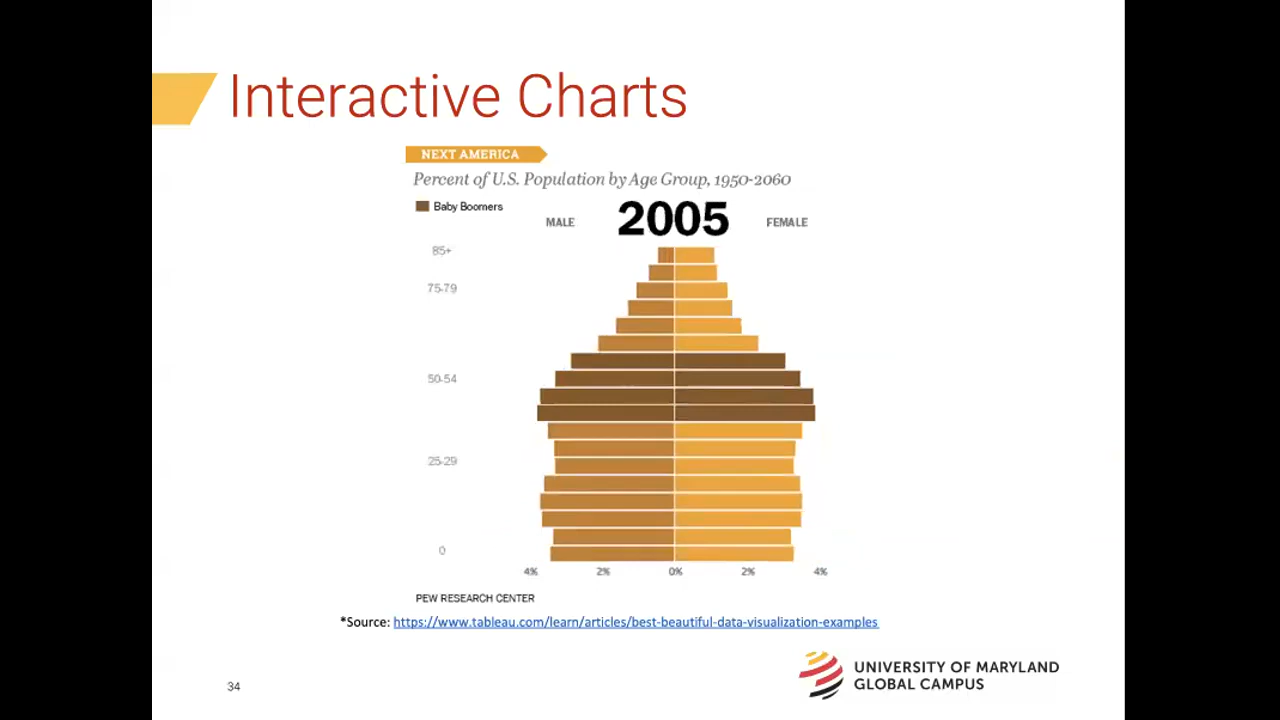 Interactive Charts
NEXT AMERICA
Percent of U.S. Population by Age Group, 1950-2060
Baby Boomers
MALE 2005 FEMALE
85+
75-79
50-54
25-29
0
4% 2% 0% 2% 4%
PEW RESEARCH CENTER
*Source: https://www.tableau.com/learn/articles/best-beautiful-data-visualization-examples
34
UNIVERSITY OF MARYLAND
GLOBAL CAMPUS